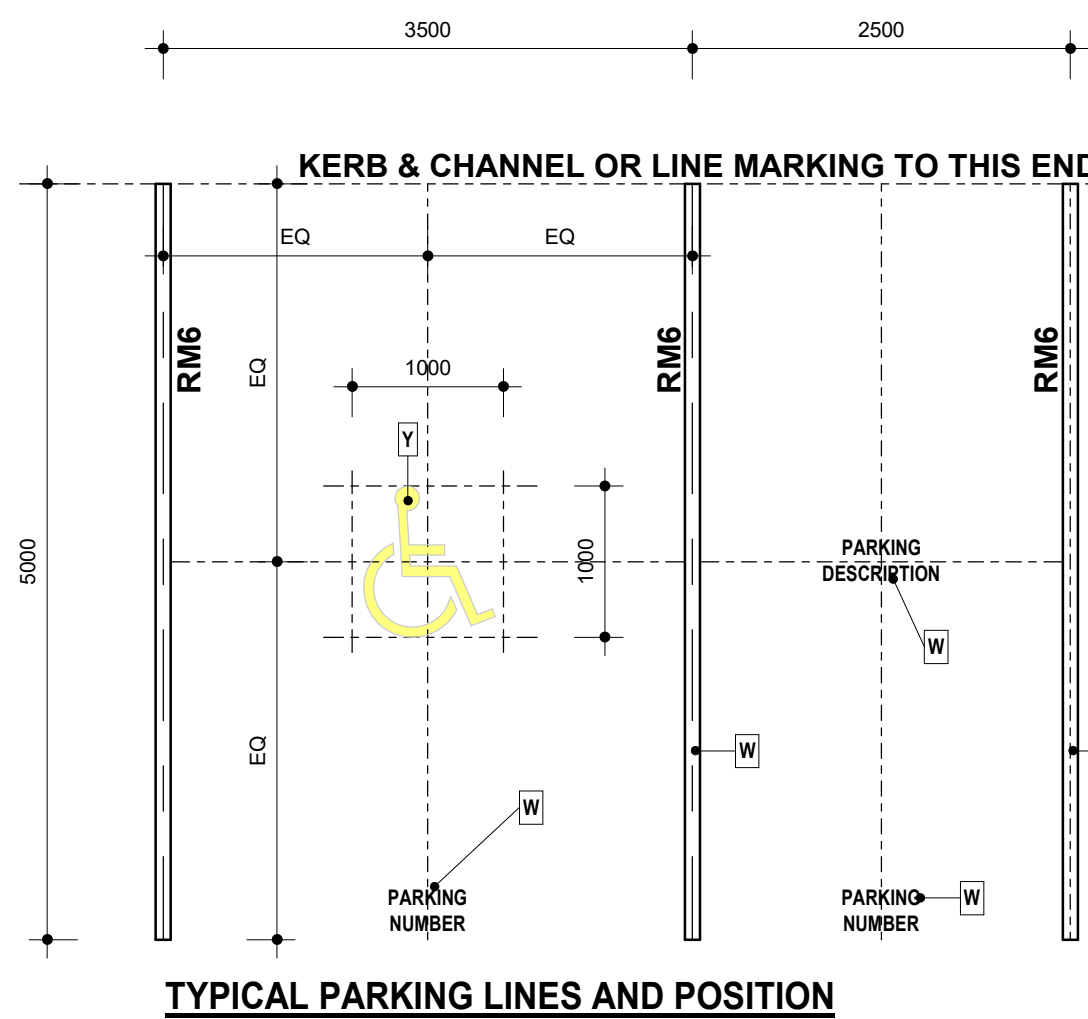 3500
2500
KERB & CHANNEL OR LINE MARKING TO THIS END
EQ
EQ
RM6
RM6
RM6
EQ
1000
Y
5000
1000
PARKING
DESCRIPTION
W
EQ
W
W
PARKING
NUMBER
PARKING
NUMBER
W
TYPICAL PARKING LINES AND POSITION